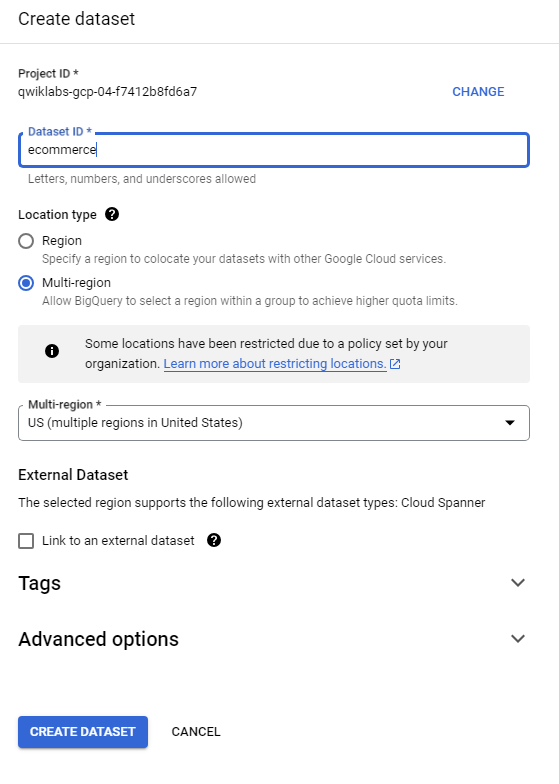 Create dataset
Project ID *
qwiklabs-gcp-04-f7412b8fd6a7
CHANGE
Dataset ID *
ecommerce
Letters, numbers, and underscores allowed
Location type
Region
Specify a region to colocate your datasets with other Google Cloud services.
Multi-region
Allow BigQuery to select a region within a group to achieve higher quota limits.
Some locations have been restricted due to a policy set by your
organization. Learn more about restricting locations.
Multi-region *
US (multiple regions in United States)
External Dataset
The selected region supports the following external dataset types: Cloud Spanner
Link to an external dataset
Tags
Advanced options
CREATE DATASET
CANCEL